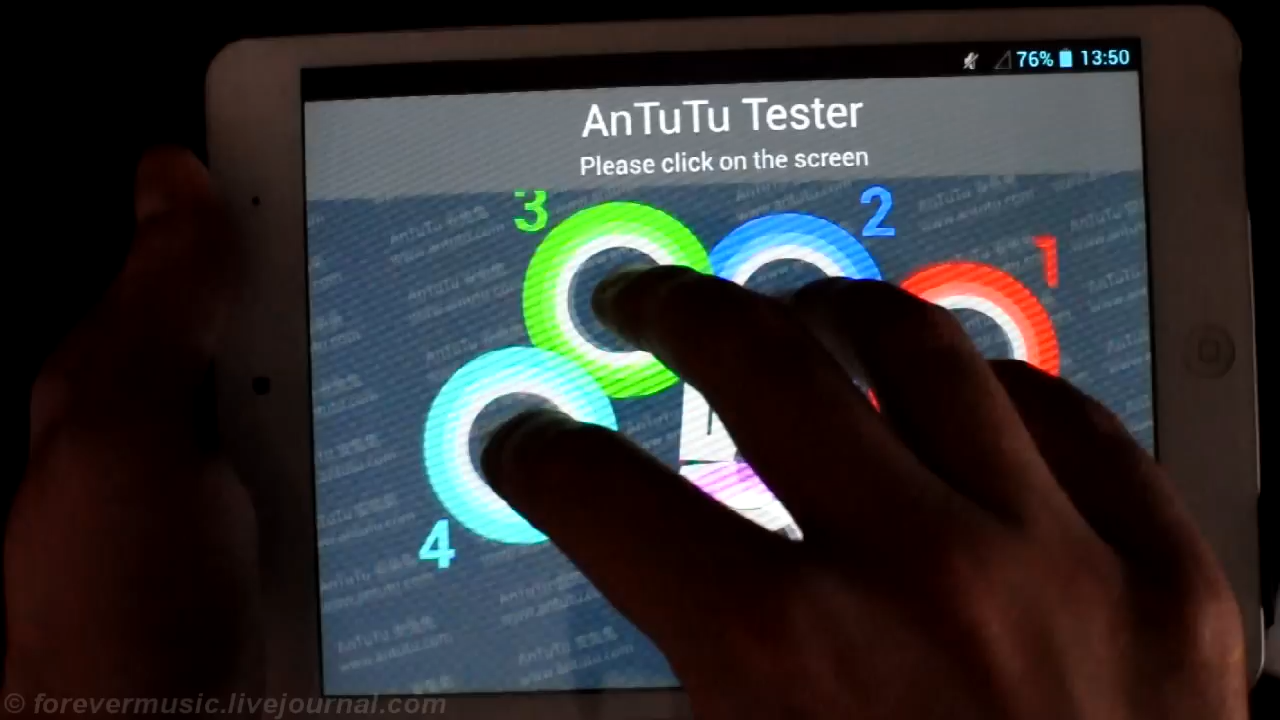 76% 13:50
AnTuTu Tester
Please click on the screen
3
2
1
4
© forevermusic.livejournal.com